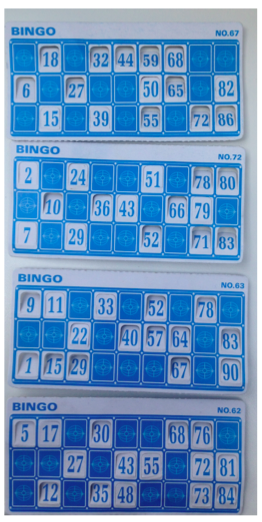 BINGO NO.67
18 32 44 59 68
6 27 50 65 82
15 39 55 72 86
BINGO NO.72
2 24 51 78 80
10 36 43 66 79
7 29 52 71 83
BINGO NO.63
9 11 33 52 78
22 40 57 64 83
1 15 29 67 90
BINGO NO.62
5 17 30 68 76
27 43 55 72 81
12 35 48 73 84